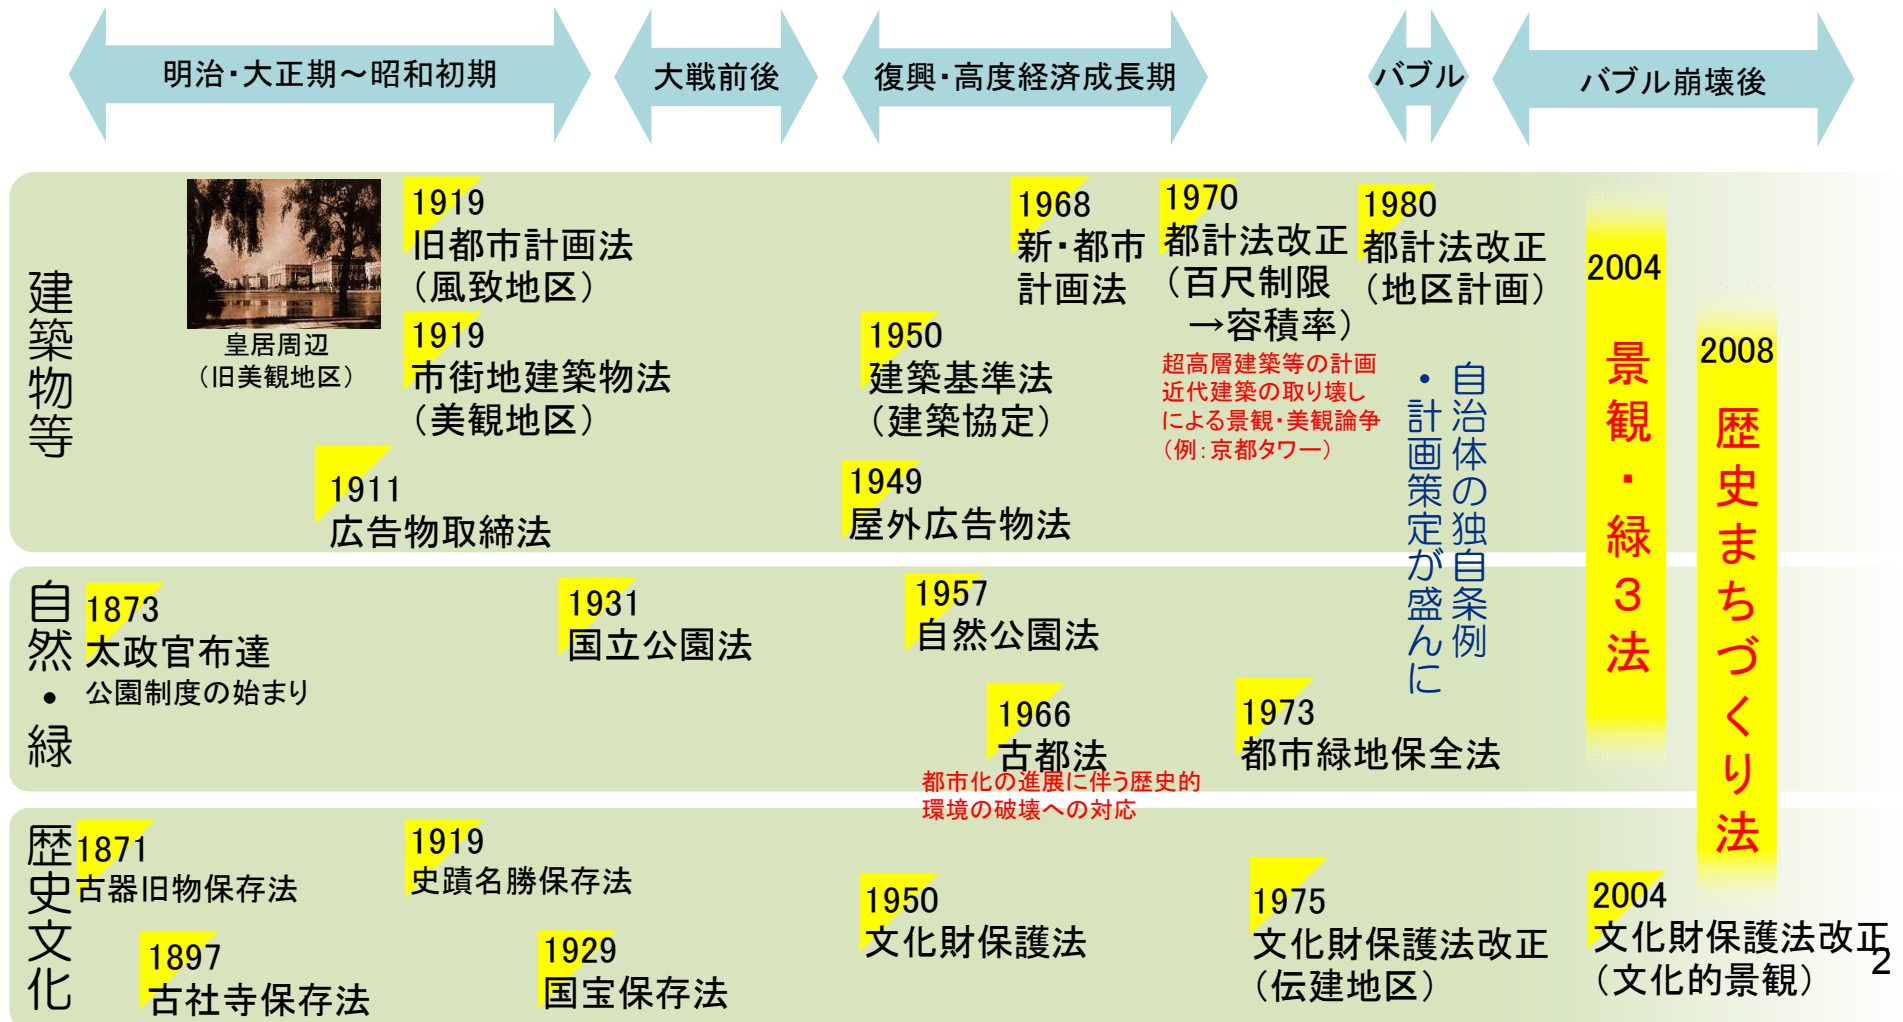 明治・大正期～昭和初期
大戦前後
復興・高度経済成長期
バブル
バブル崩壊後
建築物等
皇居周辺
（旧美観地区）
1919
旧都市計画法
（風致地区）
1919
市街地建築物法
（美観地区）
1911
広告物取締法
1968
新・都市
計画法
1950
建築基準法
（建築協定）
1949
屋外広告物法
1970
都計法改正
（百尺制限
→容積率）
超高層建築等の計画
近代建築の取り壊し
による景観・美観論争
（例：京都タワー）
1980
都計法改正
（地区計画）
自治体の独自条例
・計画策定が盛んに
2004
景観・緑３法
2008
歴史まちづくり法
自然・緑
1873
太政官布達
公園制度の始まり
1931
国立公園法
1957
自然公園法
1966
古都法
都市化の進展に伴う歴史的
環境の破壊への対応
1973
都市緑地保全法
歴史文化
1871
古器旧物保存法
1897
古社寺保存法
1919
史蹟名勝保存法
1929
国宝保存法
1950
文化財保護法
1975
文化財保護法改正
（伝建地区）
2004
文化財保護法改正
（文化的景観）
2